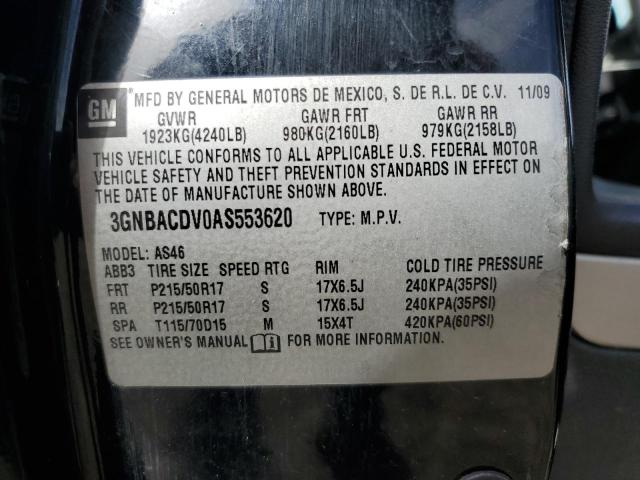 GM MFD BY GENERAL MOTORS DE MEXICO, S. DE R.L. DE C.V. 11/09
GVWR GAWR FRT GAWR RR
1923KG(4240LB) 980KG(2160LB) 979KG(2158LB)
THIS VEHICLE CONFORMS TO ALL APPLICABLE U.S. FEDERAL MOTOR
VEHICLE SAFETY AND THEFT PREVENTION STANDARDS IN EFFECT ON
THE DATE OF MANUFACTURE SHOWN ABOVE.
3GNBACDV0AS553620 TYPE: M.P.V.
MODEL: AS46
ABB3 TIRE SIZE SPEED RTG RIM COLD TIRE PRESSURE
FRT P215/50R17 S 17X6.5J 240KPA(35PSI)
RR P215/50R17 S 17X6.5J 240KPA(35PSI)
SPA T115/70D15 M 15X4T 420KPA(60PSI)
SEE OWNER'S MANUAL FOR MORE INFORMATION.